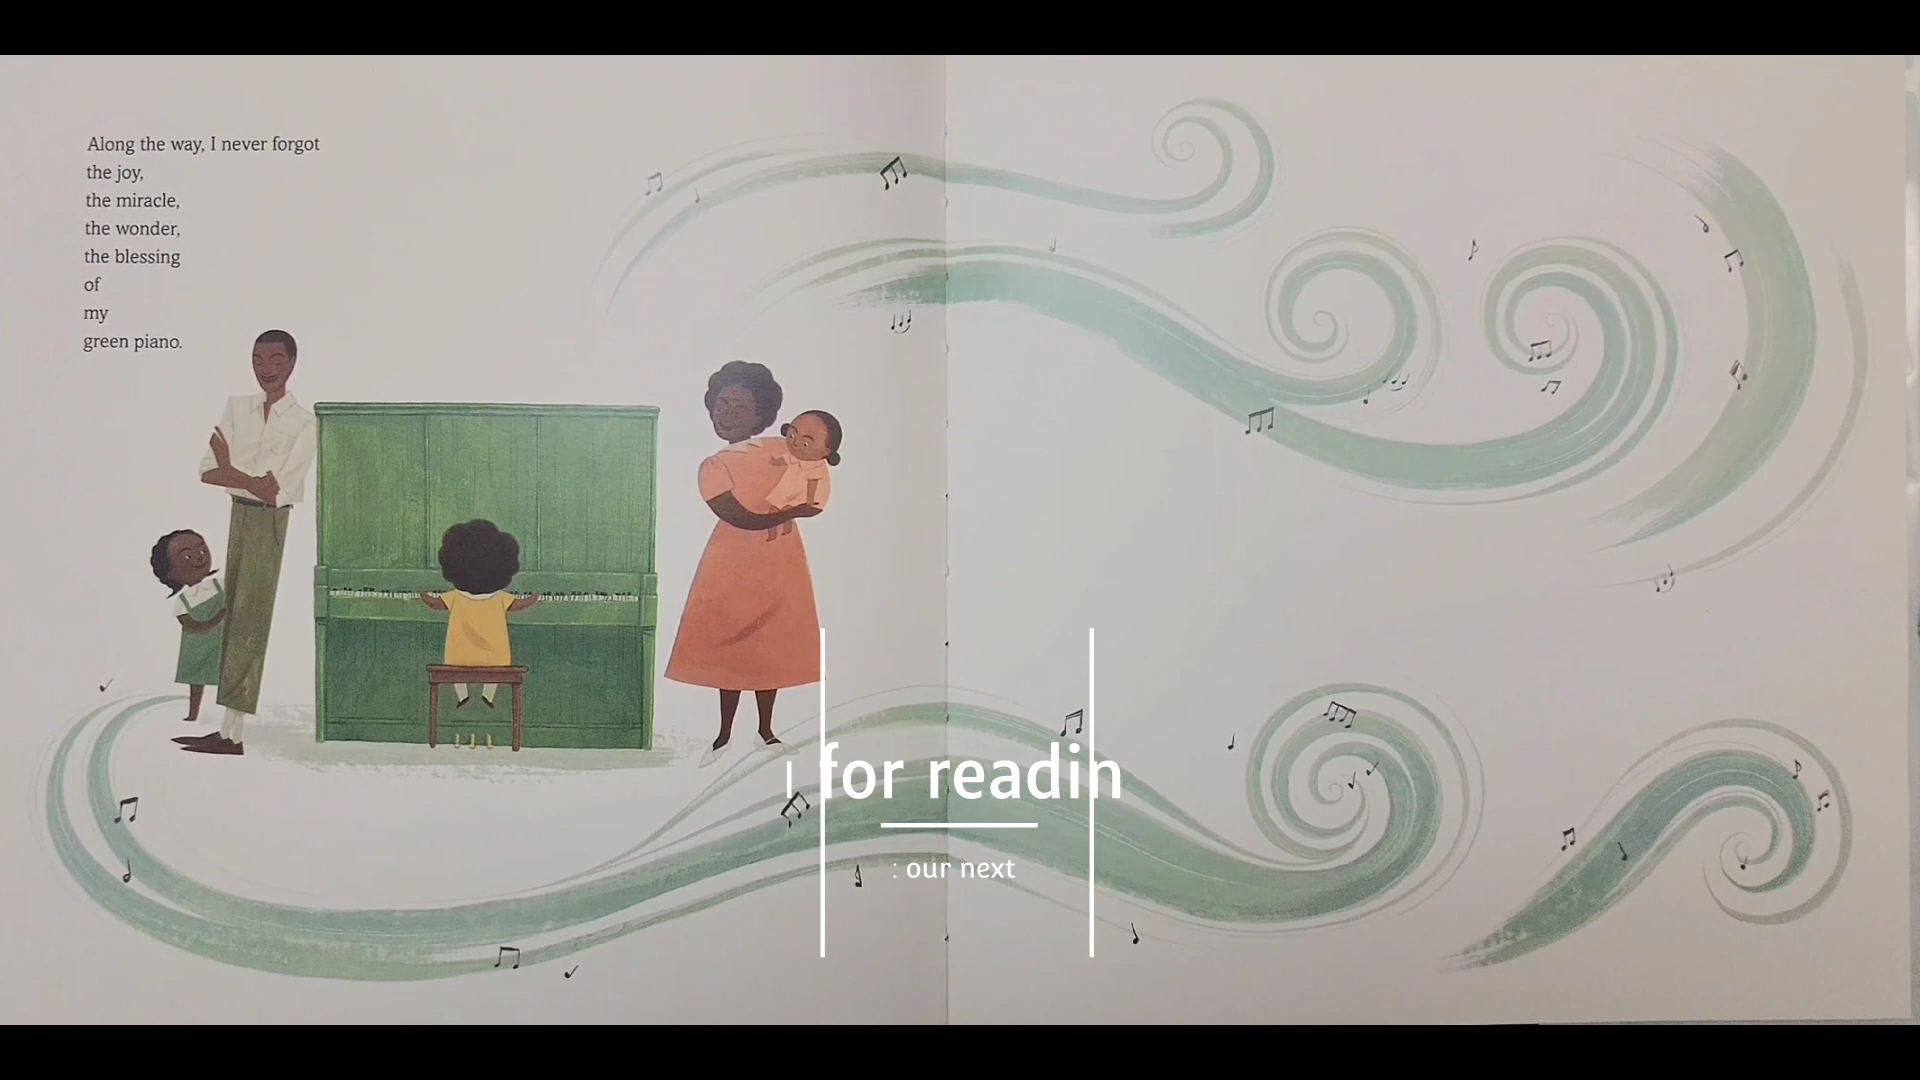 Along the way, I never forgot
the joy,
the miracle,
the wonder,
the blessing
of
my
green piano.
for readin
: our next